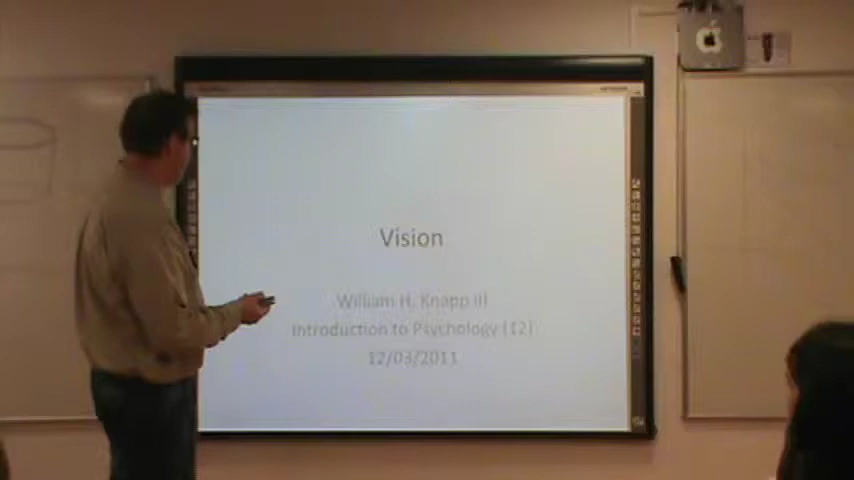 Vision
William H. Knapp III
Introduction to Psychology (12)
12/03/2011